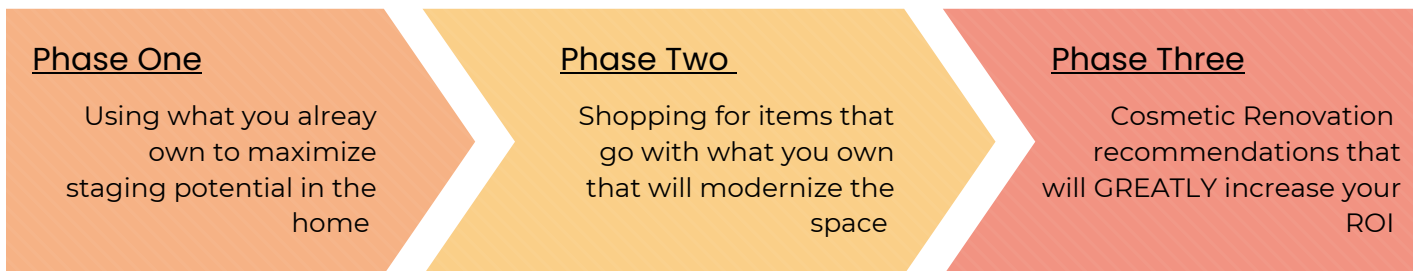 Phase One
Using what you alreay
own to maximize
staging potential in the
home
Phase Two
Shopping for items that
go with what you own
that will modernize the
space
Phase Three
Cosmetic Renovation
recommendations that
will GREATLY increase your
ROI